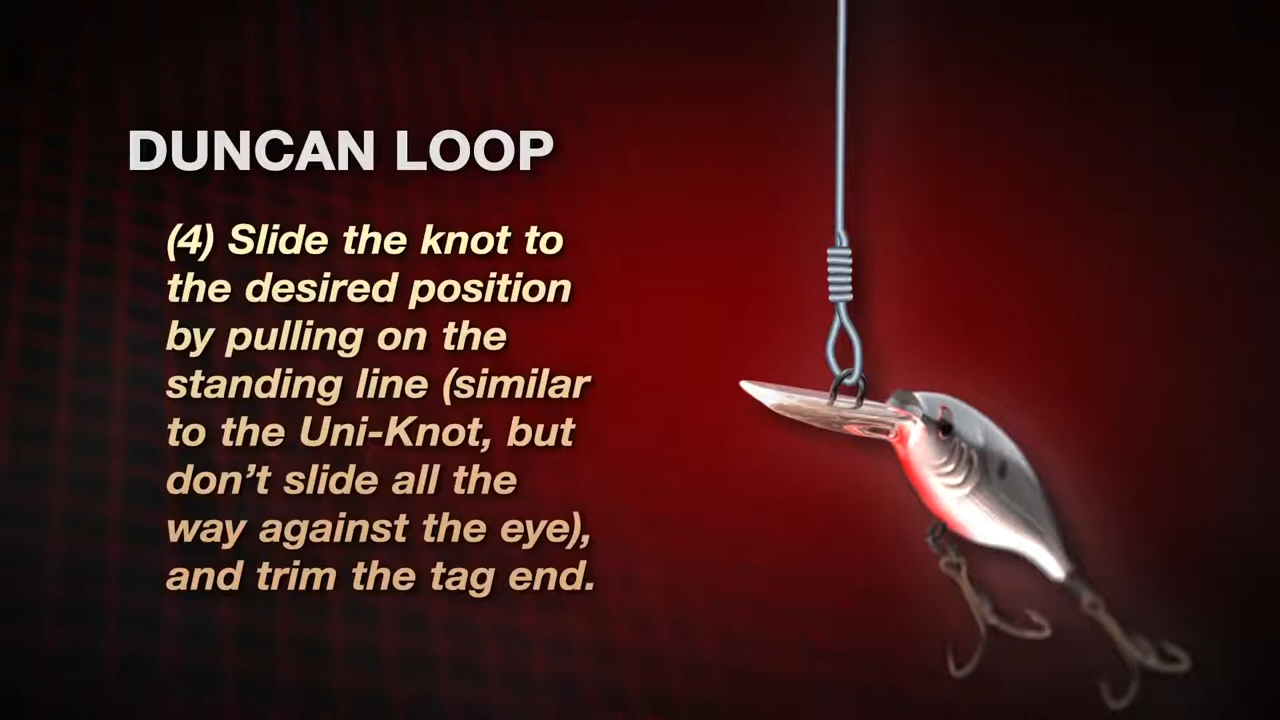 DUNCAN LOOP
(4) Slide the knot to
the desired position
by pulling on the
standing line (similar
to the Uni-Knot, but
don’t slide all the
way against the eye),
and trim the tag end.